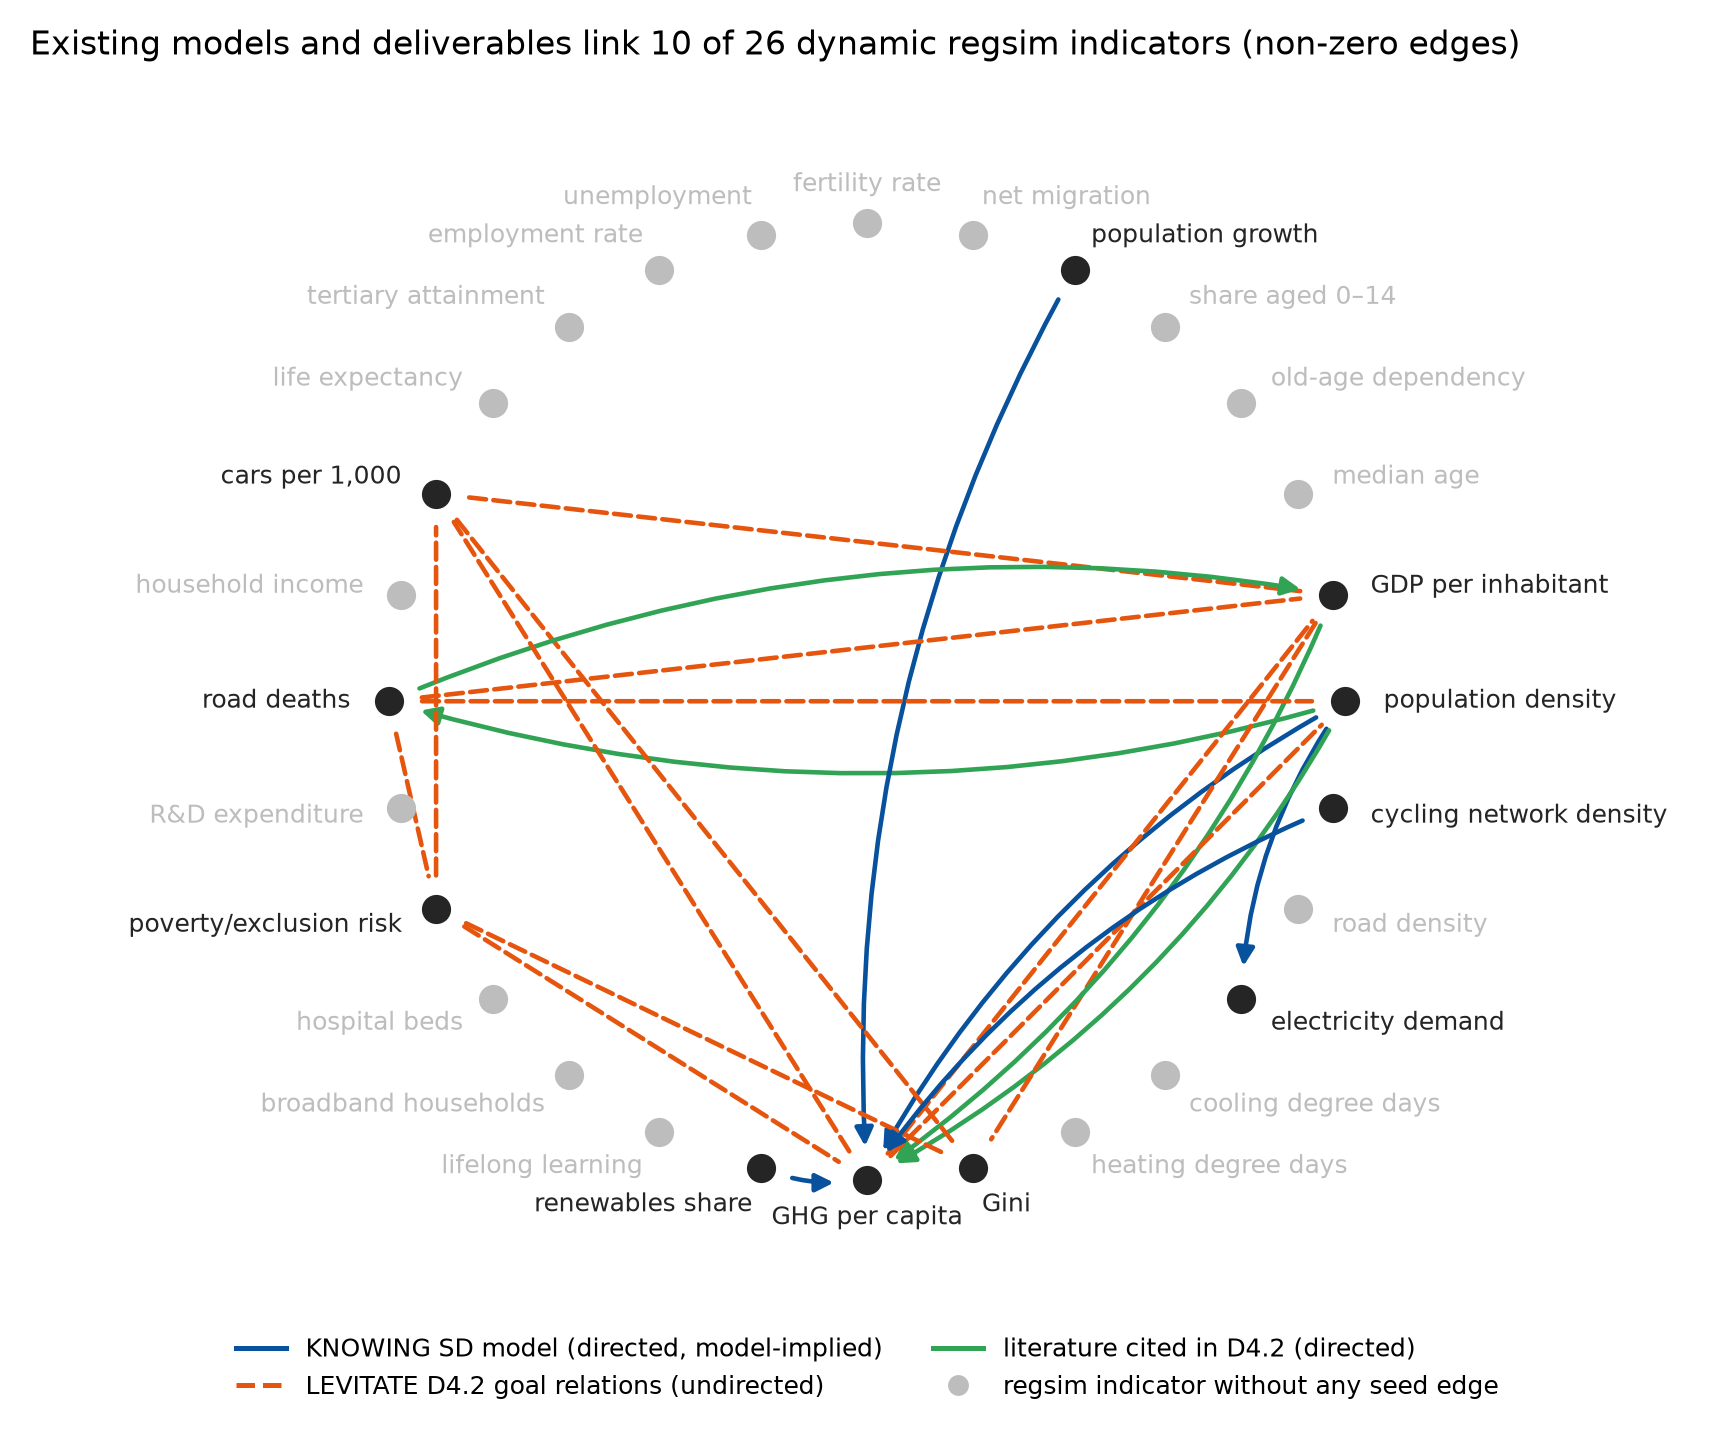 Existing models and deliverables link 10 of 26 dynamic regsim indicators (non-zero edges)
fertility rate
unemployment
net migration
employment rate
population growth
tertiary attainment
share aged 0–14
life expectancy
old-age dependency
cars per 1,000
median age
household income
GDP per inhabitant
road deaths
population density
R&D expenditure
cycling network density
poverty/exclusion risk
road density
hospital beds
electricity demand
broadband households
cooling degree days
lifelong learning
heating degree days
renewables share
Gini
GHG per capita
KNOWING SD model (directed, model-implied)
LEVITATE D4.2 goal relations (undirected)
literature cited in D4.2 (directed)
regsim indicator without any seed edge